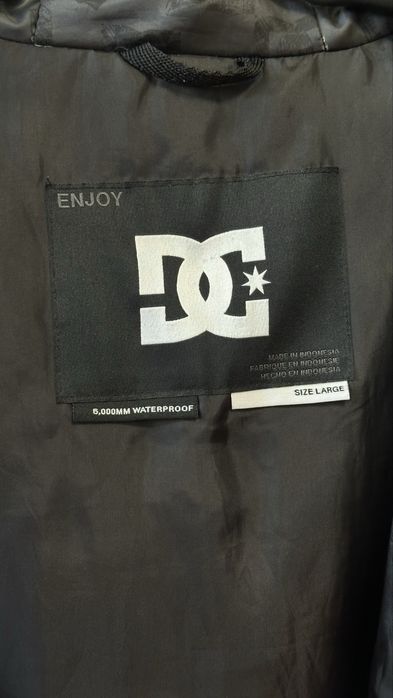 ENJOY
DC
MADE IN INDONESIA
FABRIQUE EN INDONESIE
HECHO EN INDONESIA
SIZE LARGE
5,000MM WATERPROOF